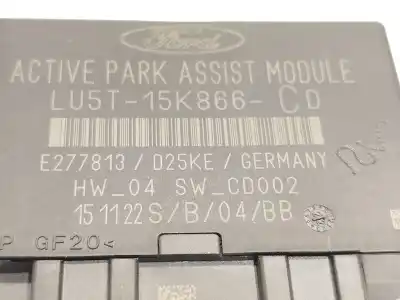 Ford
ACTIVE PARK ASSIST MODULE
LU5T-15K866-CD
E277813/D25KE/GERMANY
HW_04 SW_CD002
151122S/B/04/BB
P GF20<